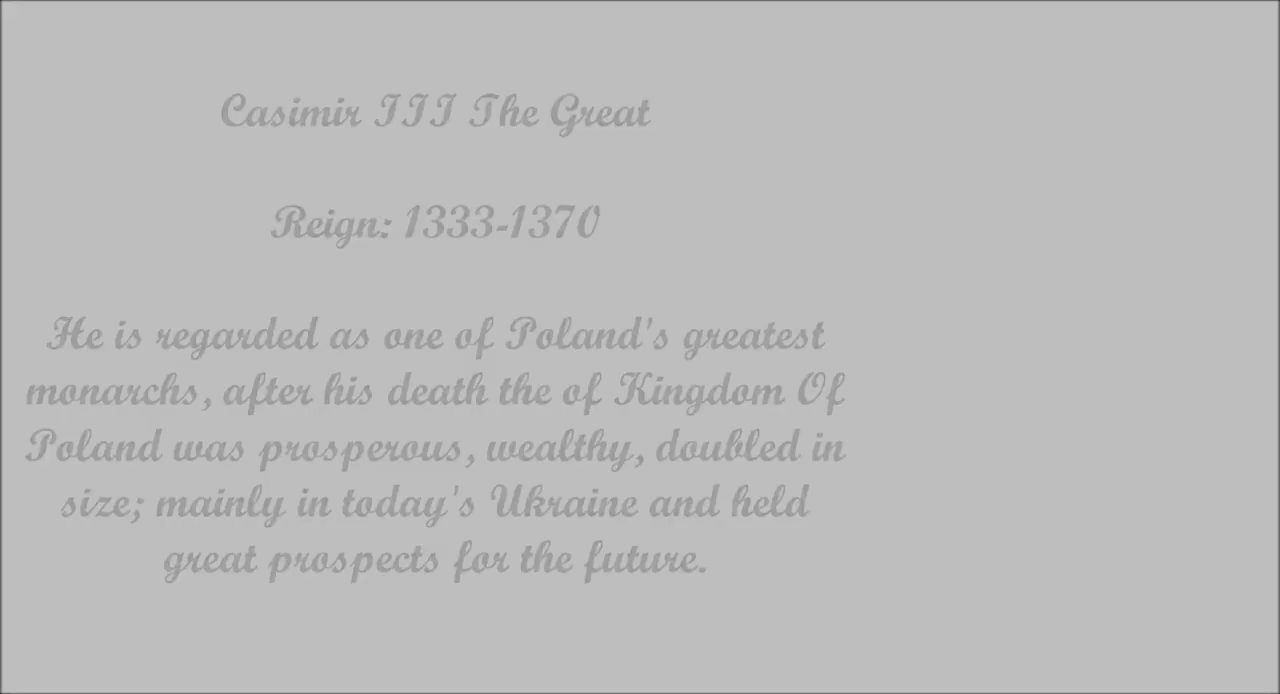 Casimir III The Great
Reign: 1333-1370
He is regarded as one of Poland's greatest
monarchs, after his death the of Kingdom Of
Poland was prosperous, wealthy, doubled in
size; mainly in today's Ukraine and held
great prospects for the future.